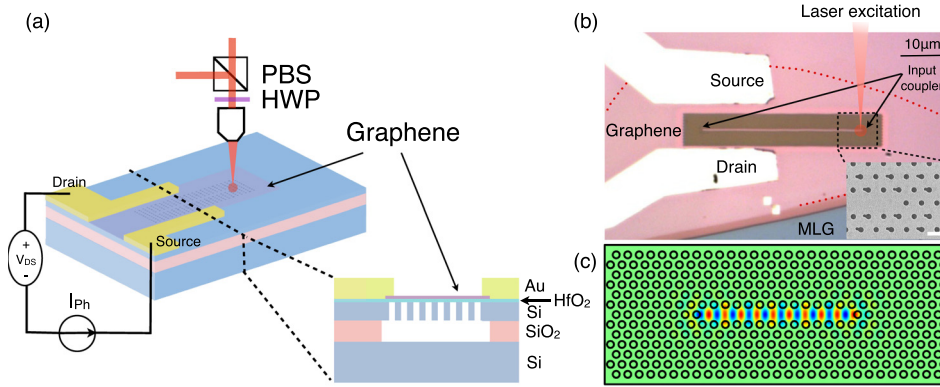 (a)
PBS
HWP
Graphene
Drain
Source
+
VDS
-
IPh
Au
HfO2
Si
SiO2
Si
(b)
Laser excitation
10μm
Source
Input
coupler
Graphene
Drain
MLG
(c)